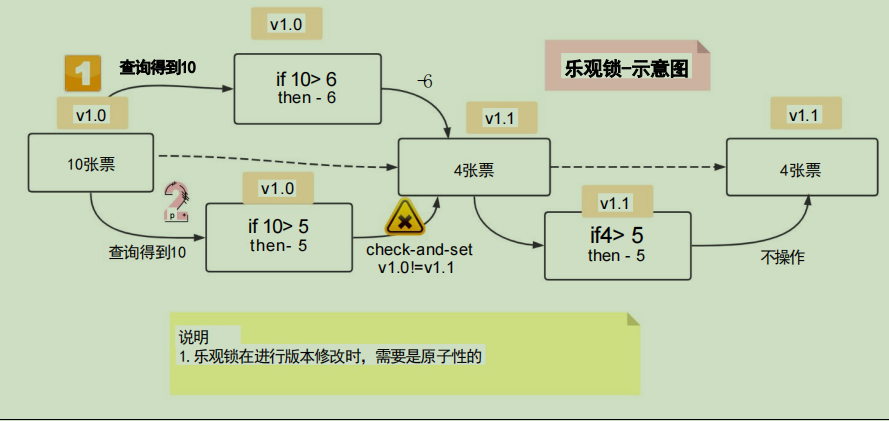 v1.0
乐观锁-示意图
1
查询得到10
if 10> 6
then - 6
-6
v1.0
v1.1
v1.1
10张票
4张票
4张票
2
v1.0
v1.1
查询得到10
if 10> 5
then- 5
check-and-set
v1.0!=v1.1
if4> 5
then - 5
不操作
说明
1. 乐观锁在进行版本修改时，需要是原子性的